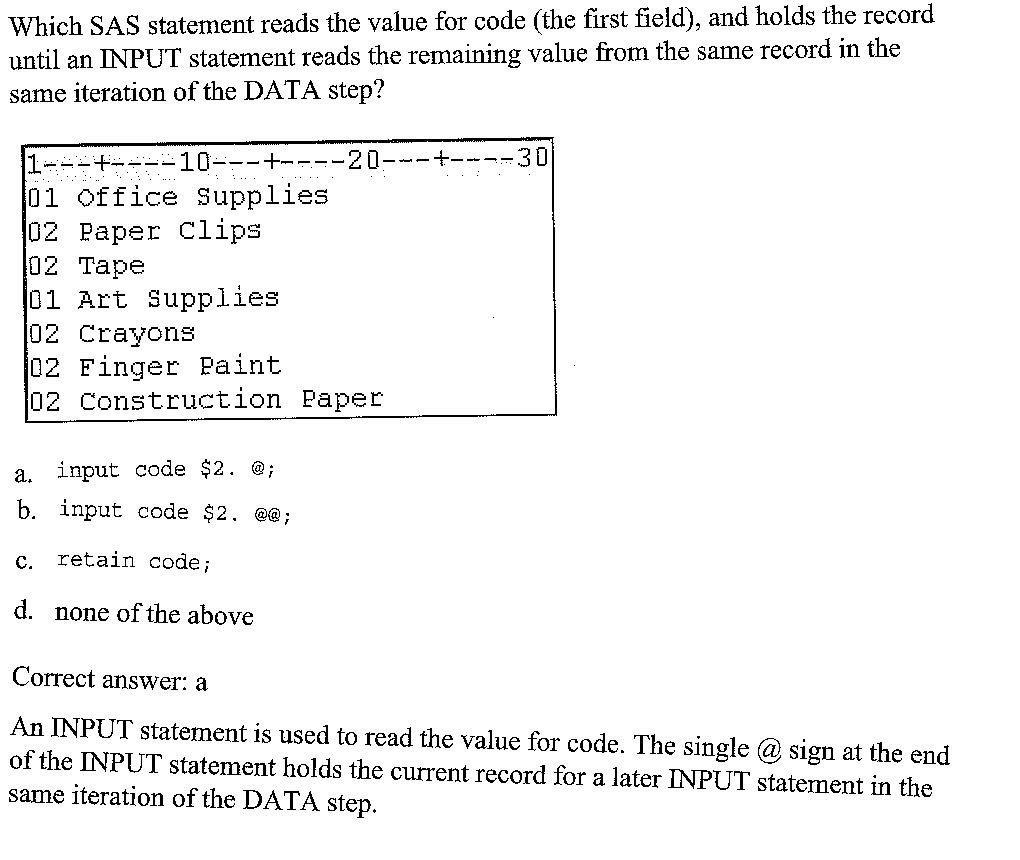 Which SAS statement reads the value for code (the first field), and holds the record
until an INPUT statement reads the remaining value from the same record in the
same iteration of the DATA step?
1---+----10---+----20---+----30
01 Office Supplies
02 Paper Clips
02 Tape
01 Art Supplies
02 Crayons
02 Finger Paint
02 Construction Paper
a. input code $2. @;
b. input code $2. @@;
c. retain code;
d. none of the above
Correct answer: a
An INPUT statement is used to read the value for code. The single @ sign at the end
of the INPUT statement holds the current record for a later INPUT statement in the
same iteration of the DATA step.